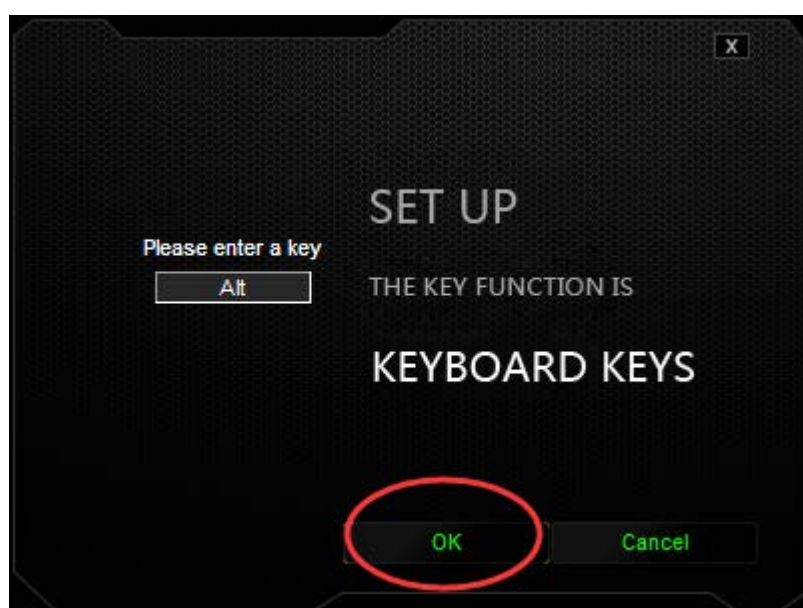 X
SET UP
Please enter a key
Alt
THE KEY FUNCTION IS
KEYBOARD KEYS
OK Cancel